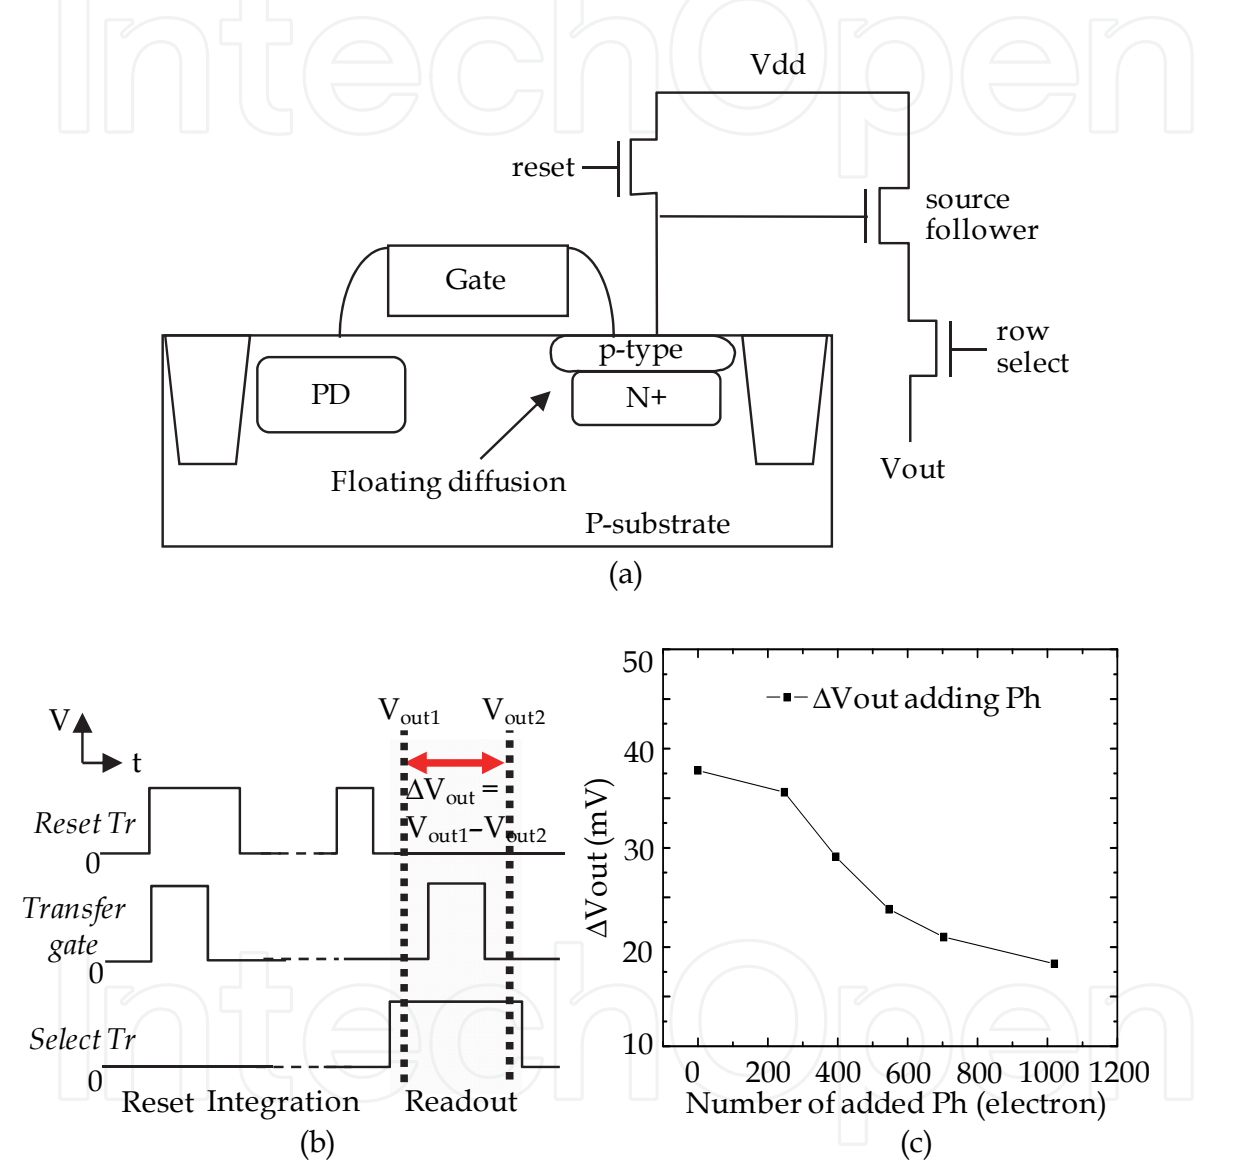 IntechOpen
Vdd
reset
source
follower
Gate
row
select
p-type
PD
N+
Floating diffusion
Vout
P-substrate
(a)
V
t
Vout1
Vout2
ΔVout =
Vout1−Vout2
Reset Tr
0
Transfer
gate
0
Select Tr
0
Reset Integration Readout
(b)
50
40
30
20
10
ΔVout (mV)
ΔVout adding Ph
0 200 400 600 800 1000 1200
Number of added Ph (electron)
(c)
IntechOpen